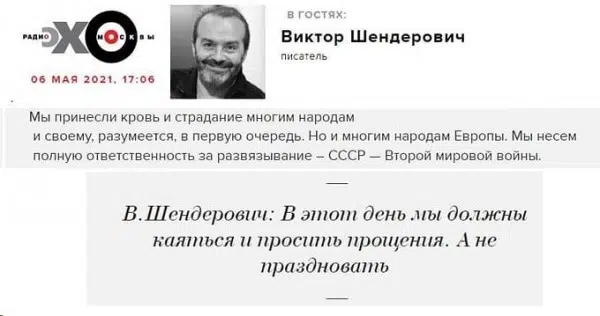 В ГОСТЯХ:
РАДИО ЭХО МОСКВЫ
Виктор Шендерович
писатель
06 МАЯ 2021, 17:06
Мы принесли кровь и страдание многим народам
и своему, разумеется, в первую очередь. Но и многим народам Европы. Мы несем
полную ответственность за развязывание – СССР — Второй мировой войны.
В.Шендерович: В этот день мы должны
каяться и просить прощения. А не
праздновать